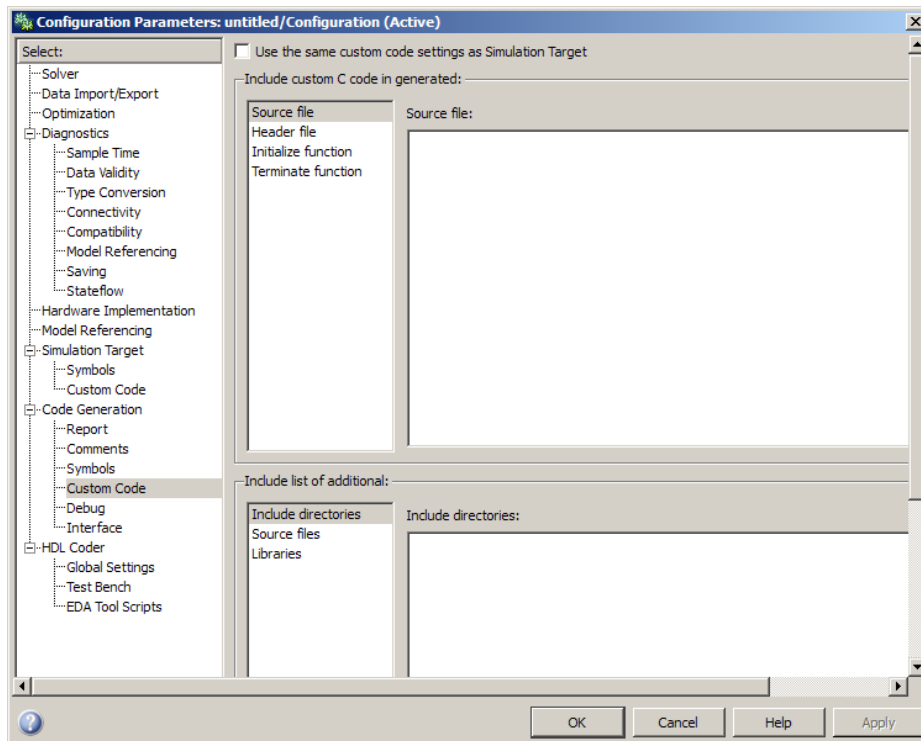 Configuration Parameters: untitled/Configuration (Active)
Select:
Solver
Data Import/Export
Optimization
Diagnostics
Sample Time
Data Validity
Type Conversion
Connectivity
Compatibility
Model Referencing
Saving
Stateflow
Hardware Implementation
Model Referencing
Simulation Target
Symbols
Custom Code
Code Generation
Report
Comments
Symbols
Custom Code
Debug
Interface
HDL Coder
Global Settings
Test Bench
EDA Tool Scripts
Use the same custom code settings as Simulation Target
Include custom C code in generated:
Source file
Header file
Initialize function
Terminate function
Source file:
Include list of additional:
Include directories
Source files
Libraries
Include directories:
OK
Cancel
Help
Apply